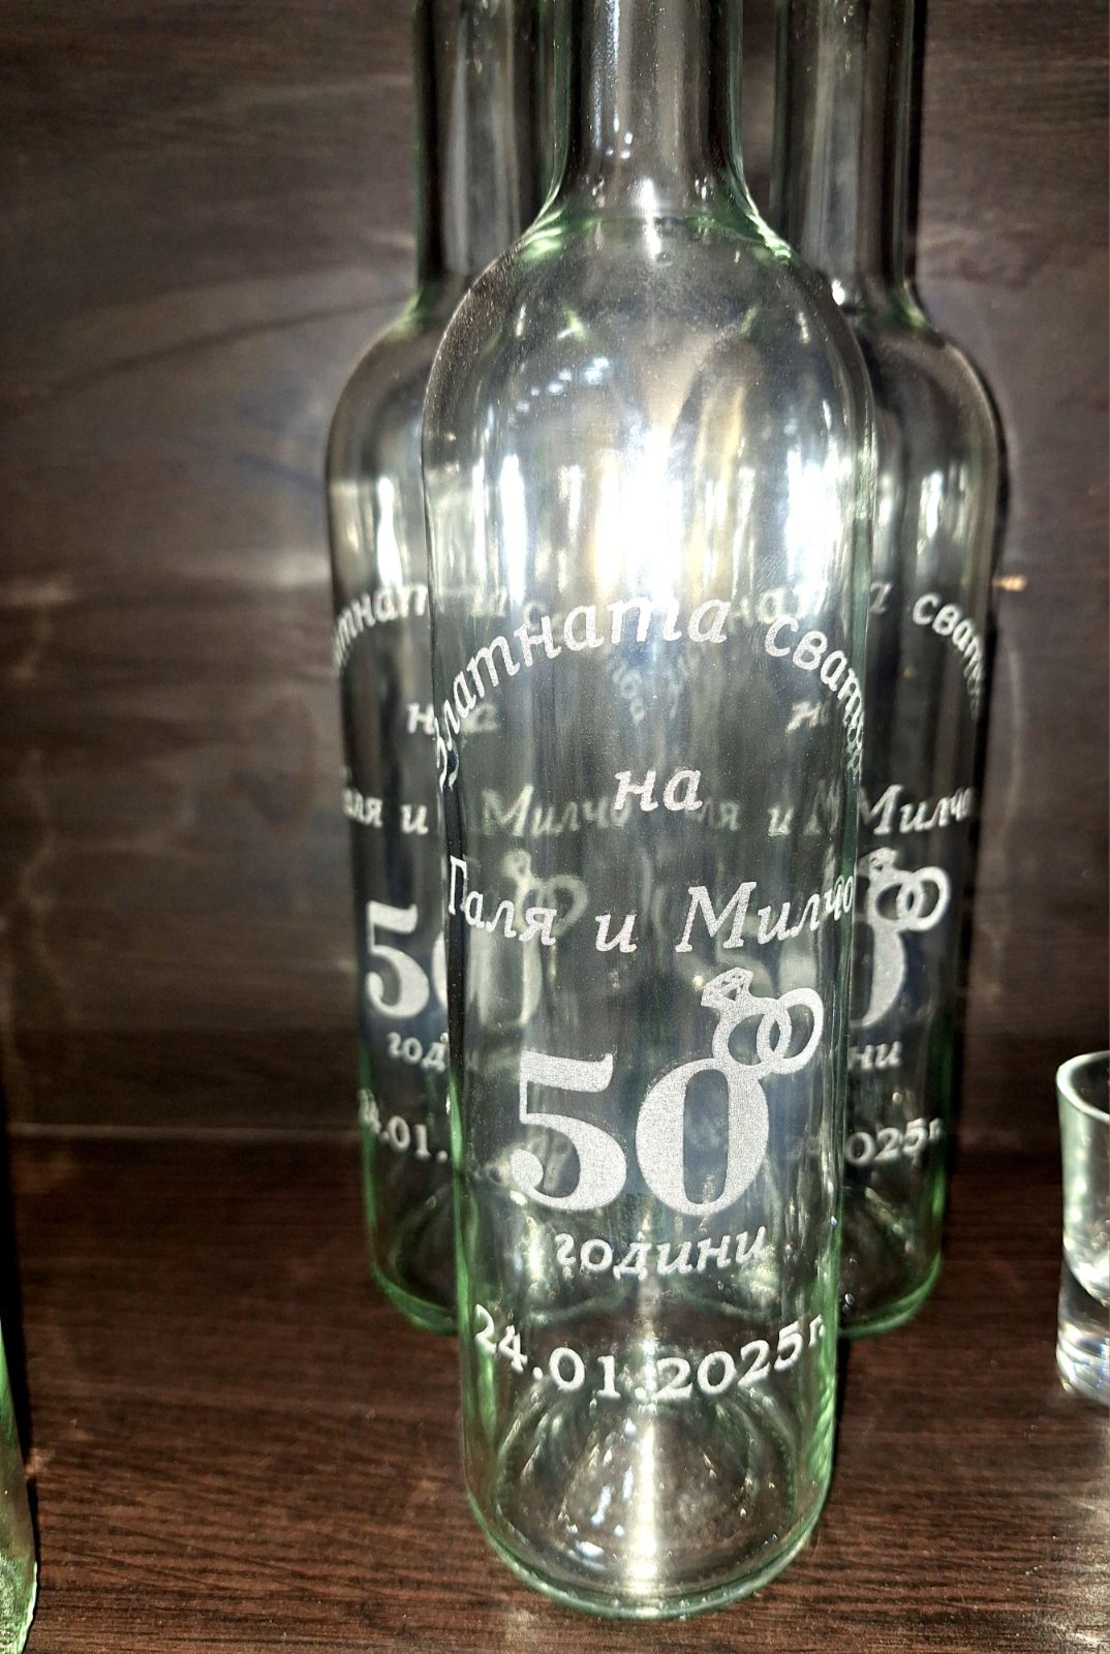 Златната сватба
на
Галя и Милчо
50
години
24.01.2025г.